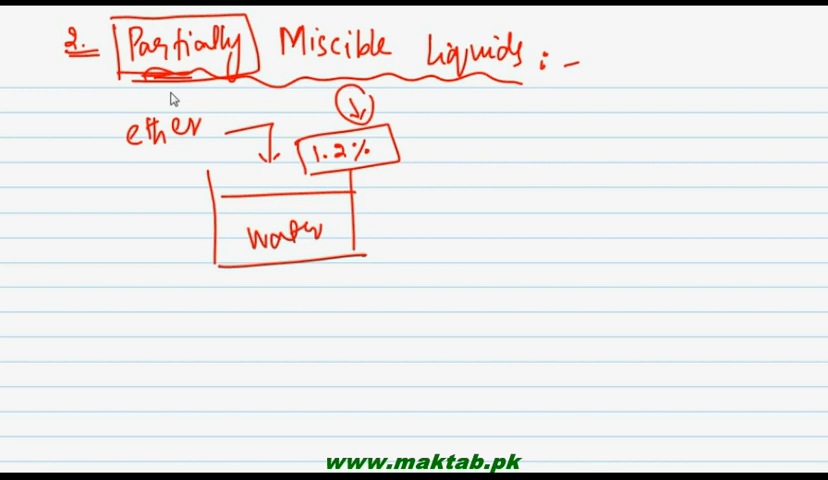 2. Partially Miscible Liquids : -
ether
1.2%
water
www.maktab.pk